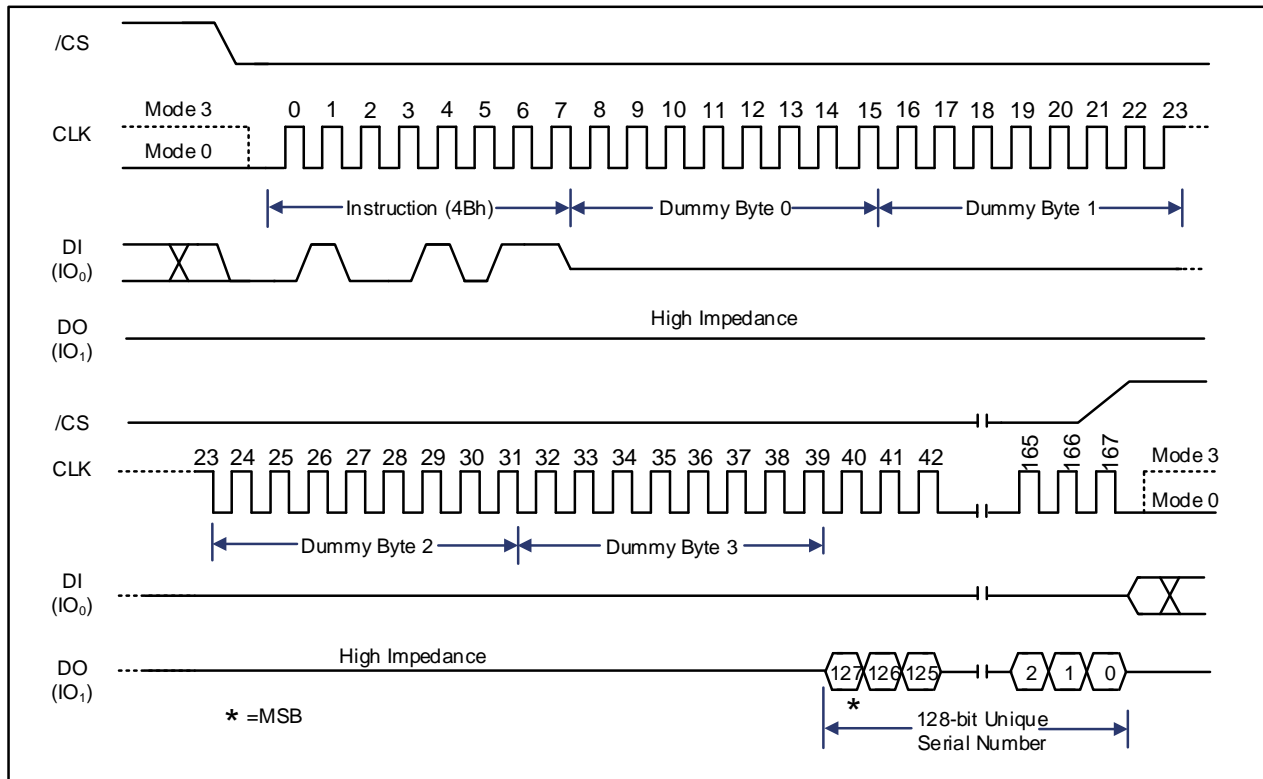 /CS
Mode 3
0 1 2 3 4 5 6 7 8 9 10 11 12 13 14 15 16 17 18 19 20 21 22 23
CLK
Mode 0
Instruction (4Bh) Dummy Byte 0 Dummy Byte 1
DI
(IO₀)
High Impedance
DO
(IO₁)
/CS
23 24 25 26 27 28 29 30 31 32 33 34 35 36 37 38 39 40 41 42 165 166 167
CLK
Mode 3
Mode 0
Dummy Byte 2 Dummy Byte 3
DI
(IO₀)
High Impedance
DO
(IO₁)
127 126 125 2 1 0
* =MSB
*
128-bit Unique
Serial Number